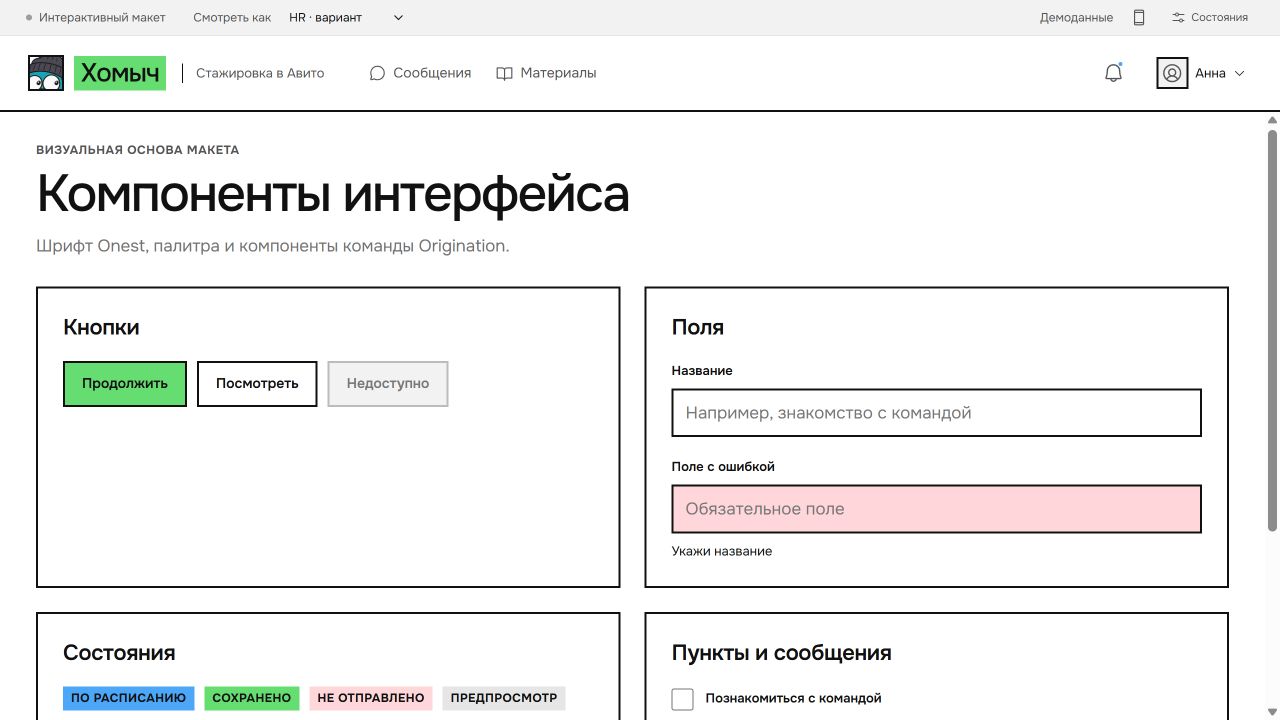 Интерактивный макет Смотреть как HR · вариант Демоданные Состояния
Хомыч Стажировка в Авито Сообщения Материалы Анна
ВИЗУАЛЬНАЯ ОСНОВА МАКЕТА
Компоненты интерфейса
Шрифт Onest, палитра и компоненты команды Origination.
Кнопки
Продолжить Посмотреть Недоступно
Поля
Название
Например, знакомство с командой
Поле с ошибкой
Обязательное поле
Укажи название
Состояния
ПО РАСПИСАНИЮ СОХРАНЕНО НЕ ОТПРАВЛЕНО ПРЕДПРОСМОТР
Пункты и сообщения
Познакомиться с командой